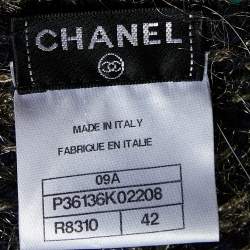 CHANEL
MADE IN ITALY
FABRIQUE EN ITALIE
09A
P36136K02208
R8310 42